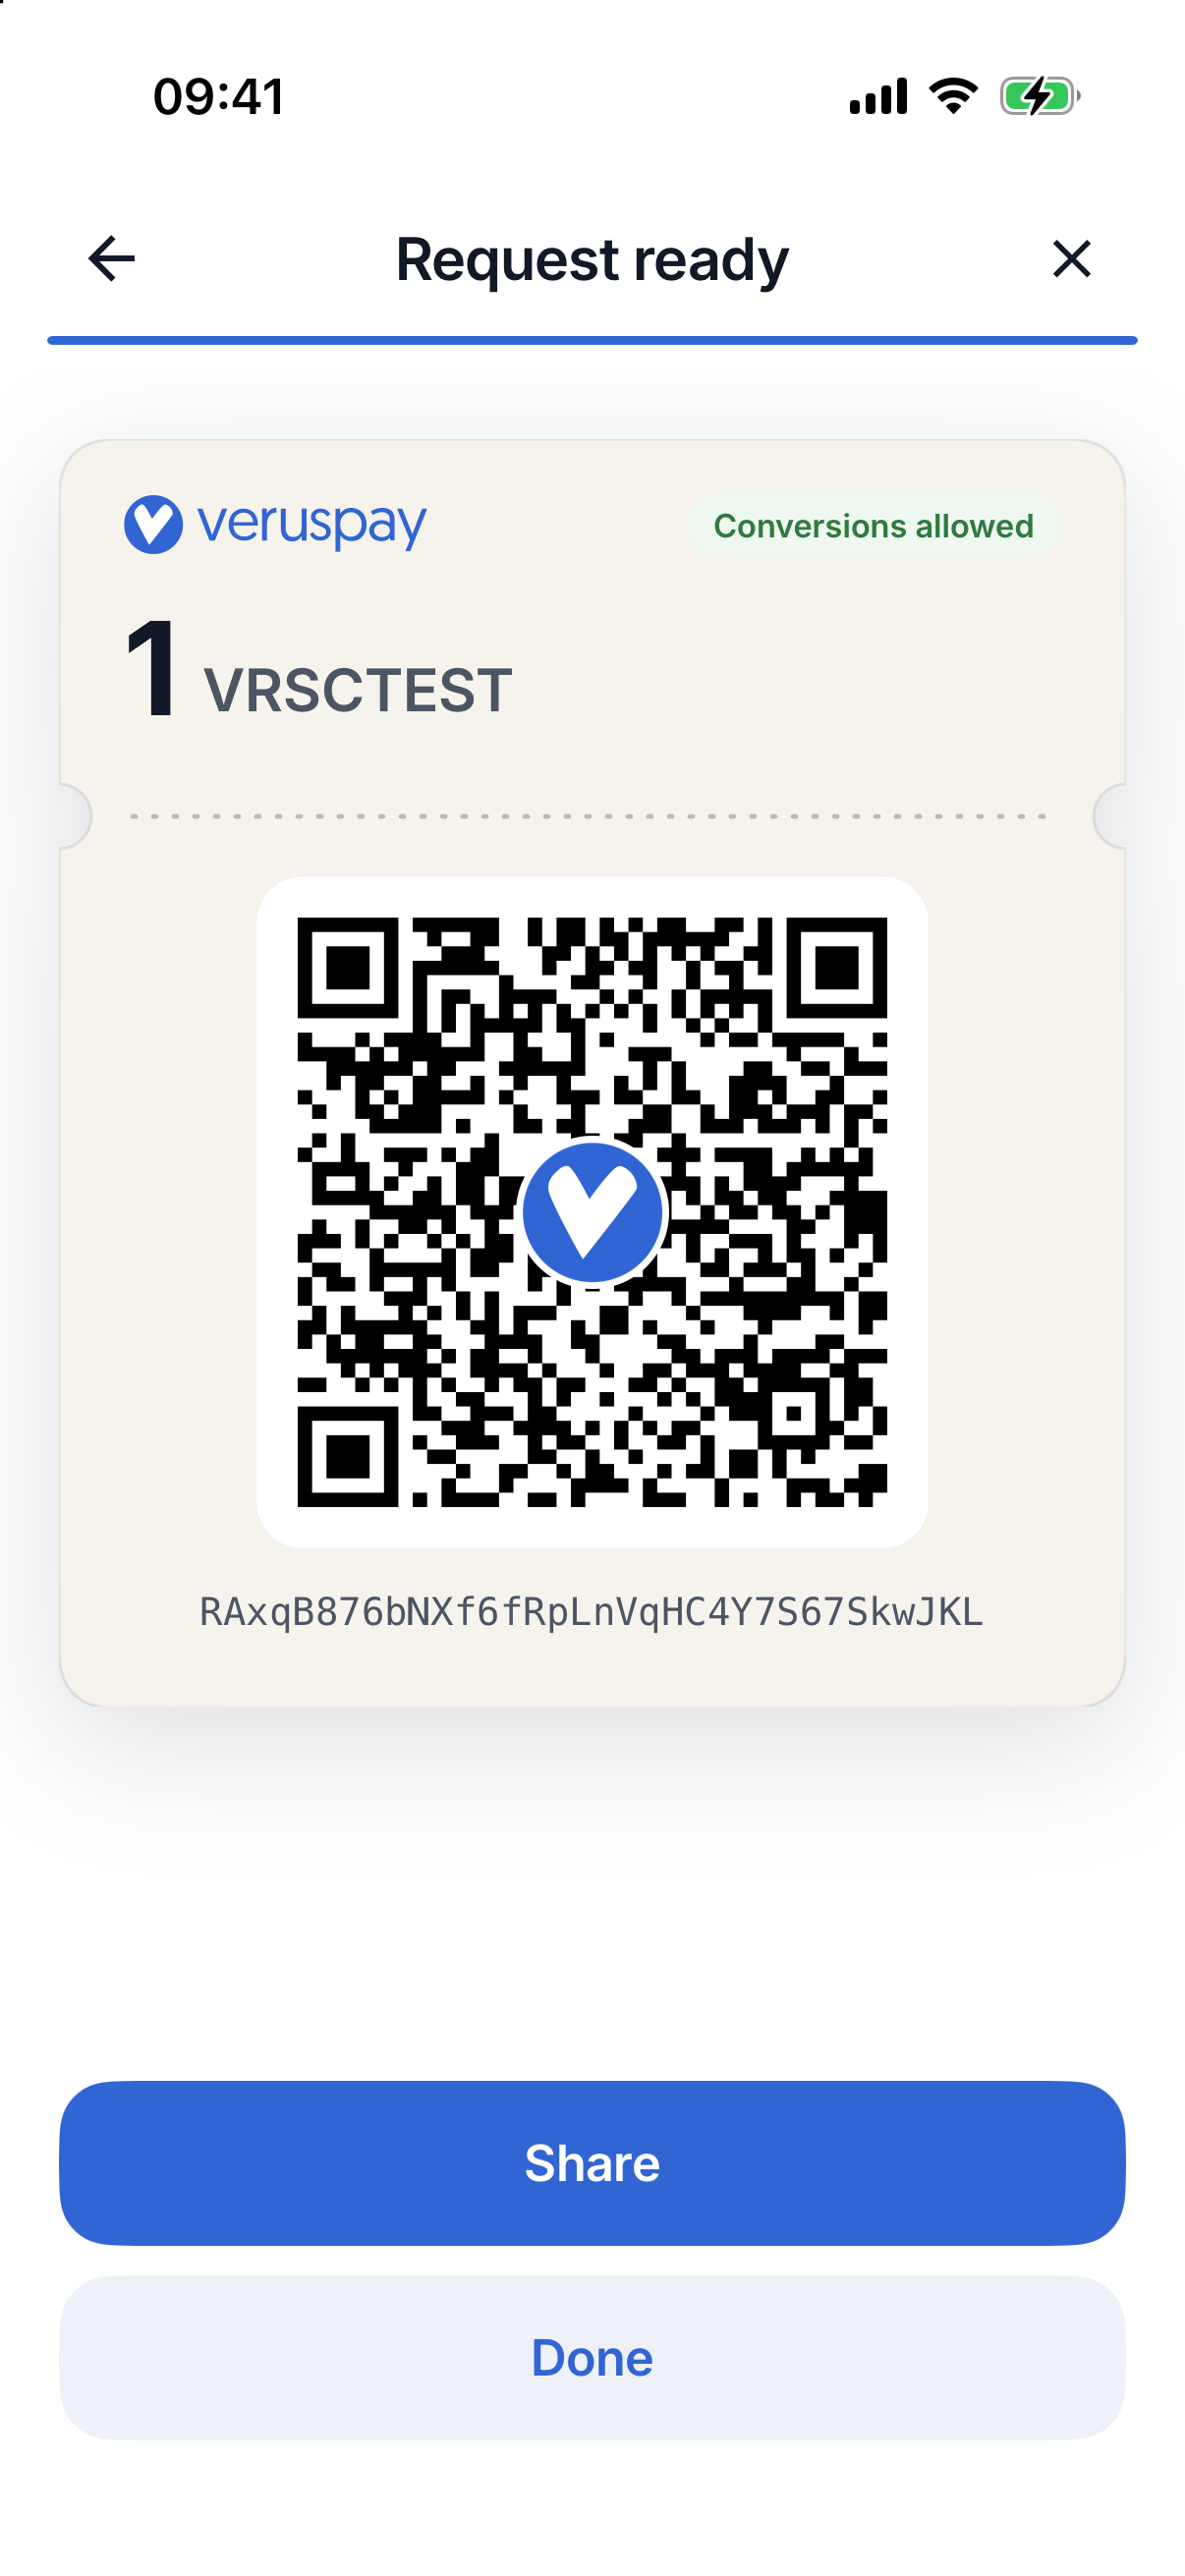 09:41
Request ready
veruspay
Conversions allowed
1 VRSCTEST
RAxqB876bNXf6fRpLnVqHC4Y7S67SkwJKL
Share
Done